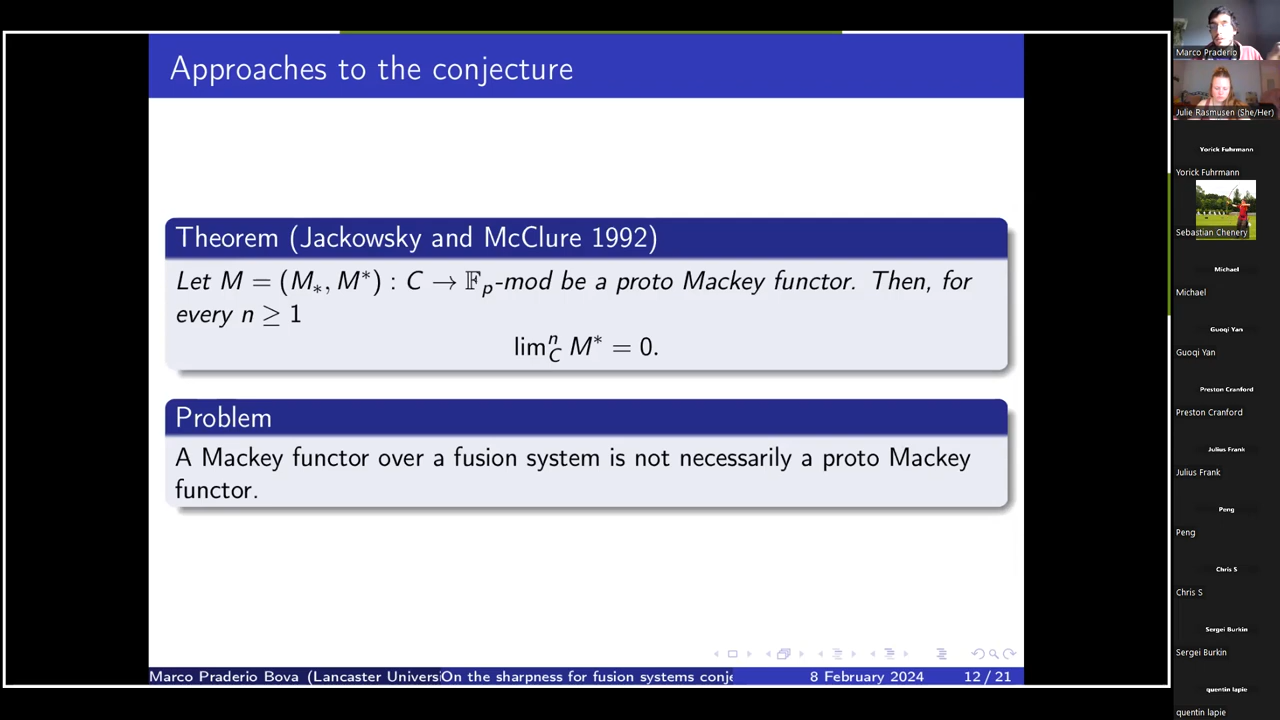 Approaches to the conjecture
Theorem (Jackowsky and McClure 1992)
Let M = (M_*, M^*) : C → 𝔽_p-mod be a proto Mackey functor. Then, for
every n ≥ 1
lim^n_C M^* = 0.
Problem
A Mackey functor over a fusion system is not necessarily a proto Mackey
functor.
Marco Praderio Bova (Lancaster Univers On the sharpness for fusion systems conje 8 February 2024 12 / 21
Marco Praderio
Julie Rasmusen (She/Her)
Yorick Fuhrmann
Yorick Fuhrmann
Sebastian Chenery
Michael
Michael
Guoqi Yan
Guoqi Yan
Preston Cranford
Preston Cranford
Julius Frank
Julius Frank
Peng
Peng
Chris S
Chris S
Sergei Burkin
Sergei Burkin
quentin lapie
quentin lapie